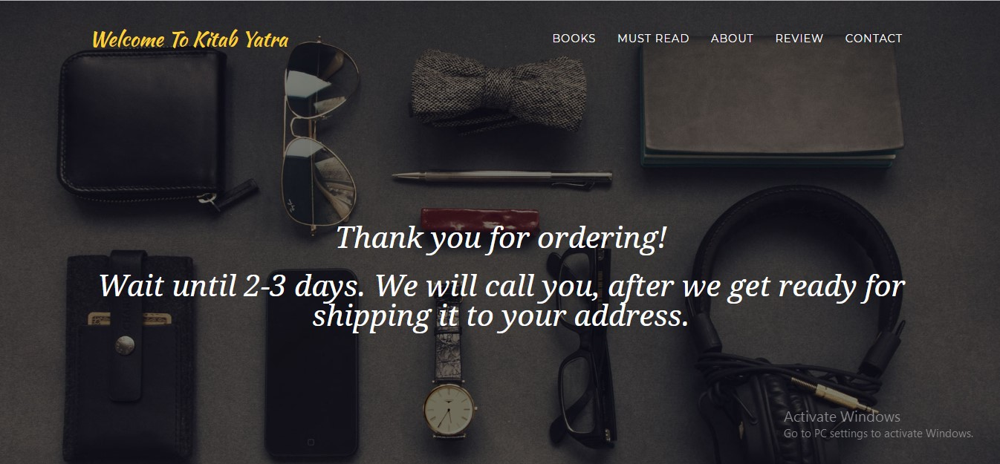 Welcome To Kitab Yatra
BOOKS MUST READ ABOUT REVIEW CONTACT
Thank you for ordering!
Wait until 2-3 days. We will call you, after we get ready for
shipping it to your address.
Activate Windows
Go to PC settings to activate Windows.